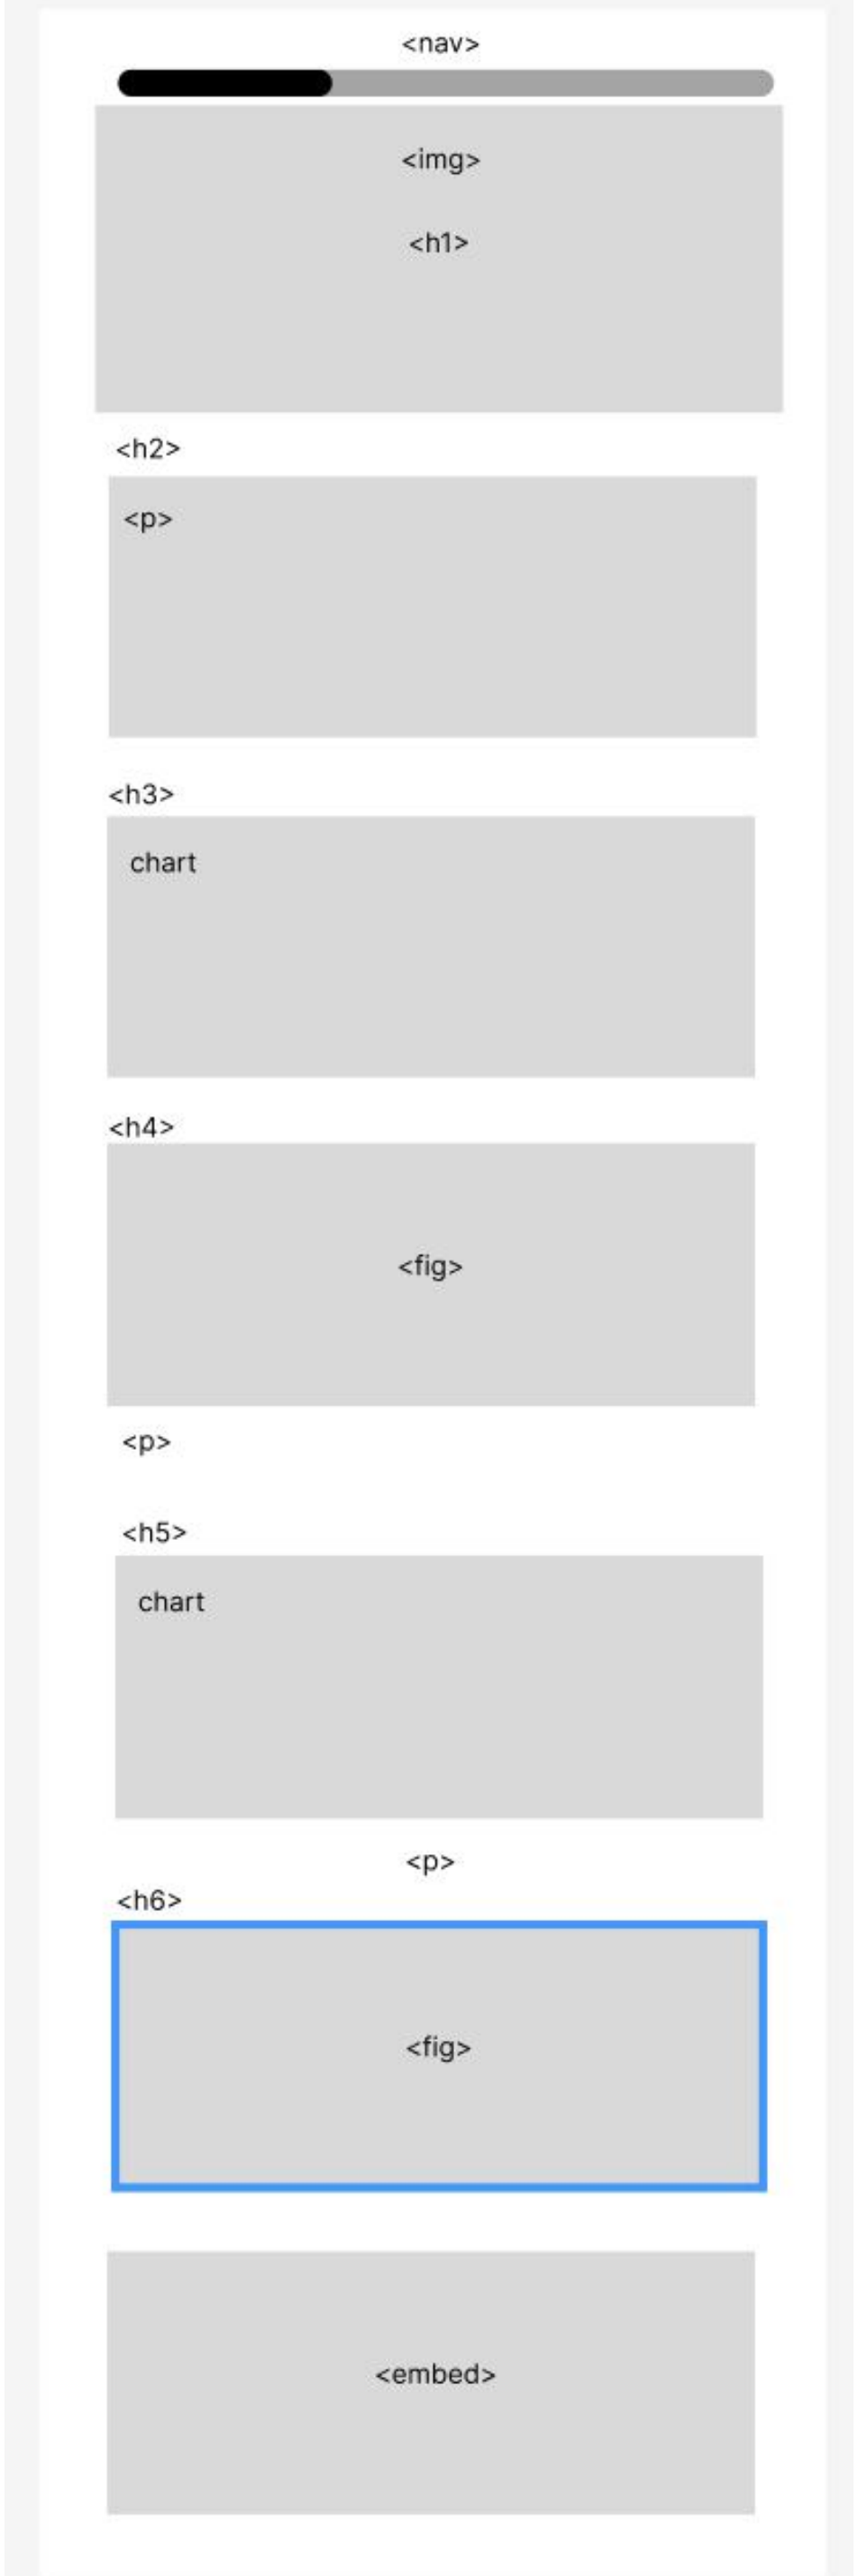 <nav>
<img>
<h1>
<h2>
<p>
<h3>
chart
<h4>
<fig>
<p>
<h5>
chart
<p>
<h6>
<fig>
<embed>